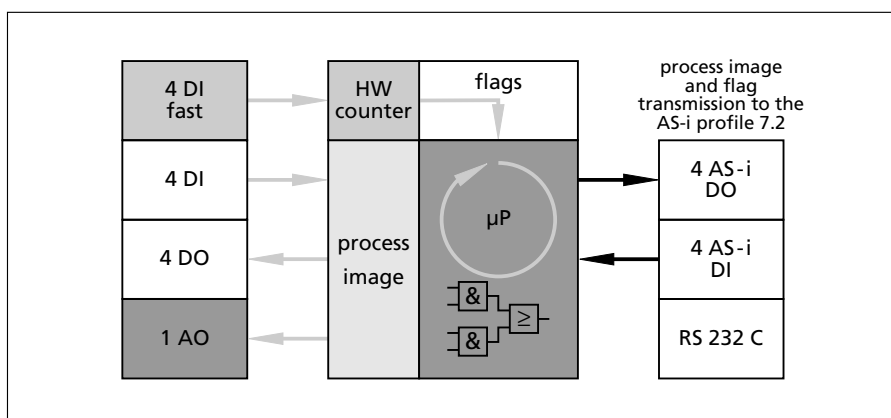 4 DI
fast
HW
counter
flags
process image
and flag
transmission to the
AS-i profile 7.2
4 DI
4 DO
1 AO
process
image
µP
&
&
≥
4 AS-i
DO
4 AS-i
DI
RS 232 C